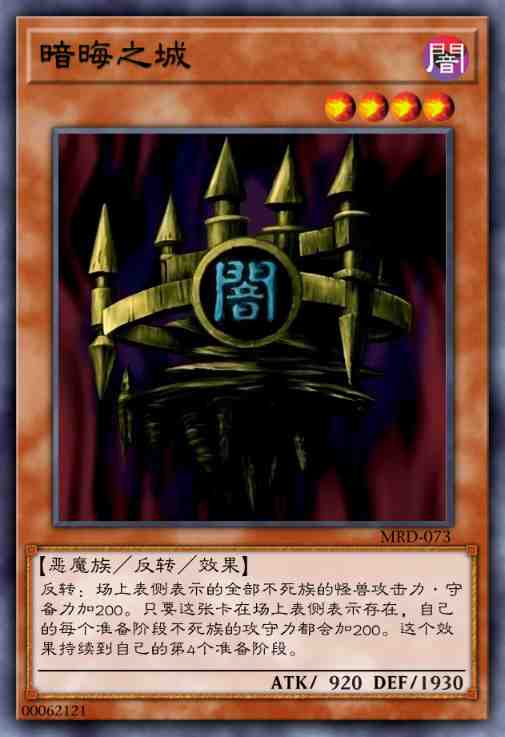 暗晦之城
闇
闇
MRD-073
【恶魔族／反转／效果】
反转：场上表侧表示的全部不死族的怪兽攻击力·守
备力加200。只要这张卡在场上表侧表示存在，自己
的每个准备阶段不死族的攻守力都会加200。这个效
果持续到自己的第4个准备阶段。
ATK/ 920 DEF/1930
00062121